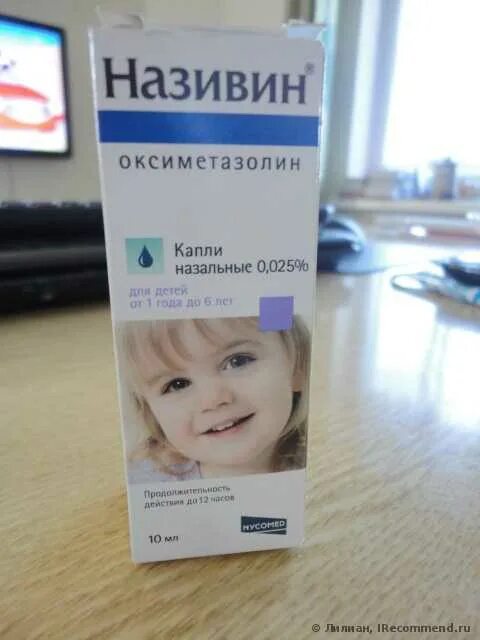 Називин®
оксиметазолин
Капли
назальные 0,025%
для детей
от 1 года до 6 лет
Продолжительность
действия до 12 часов
10 мл
NYCOMED
© Лилиан, IRecommend.ru